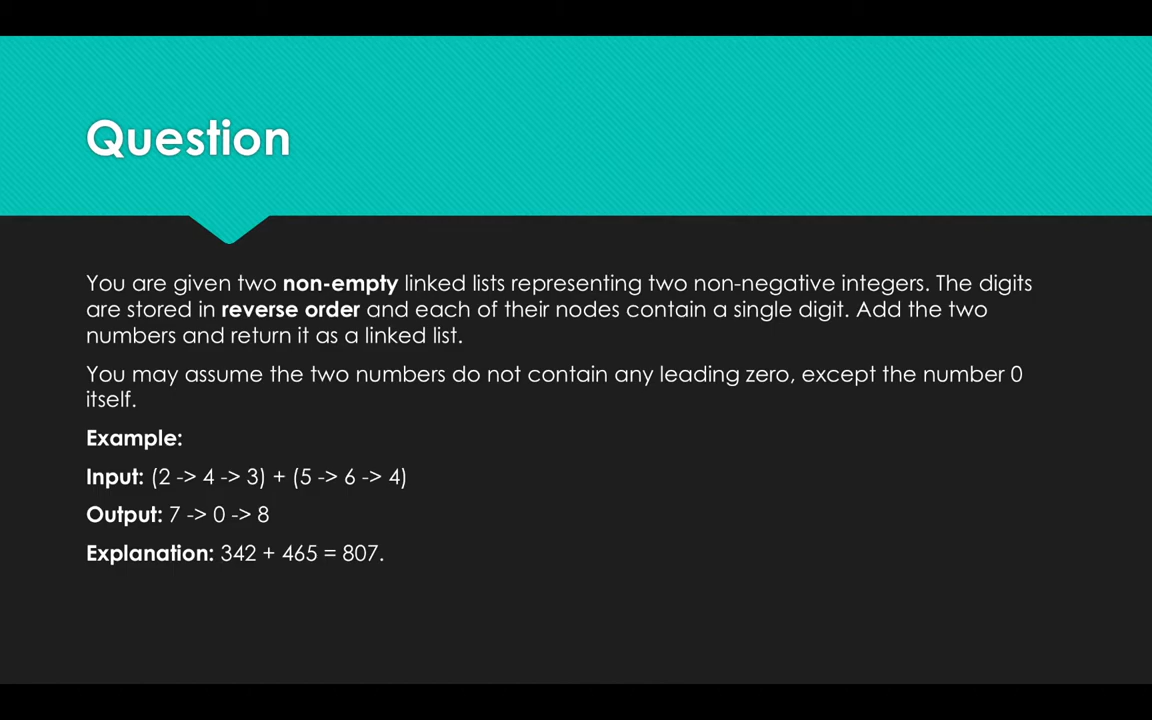 Question
You are given two non-empty linked lists representing two non-negative integers. The digits
are stored in reverse order and each of their nodes contain a single digit. Add the two
numbers and return it as a linked list.
You may assume the two numbers do not contain any leading zero, except the number 0
itself.
Example:
Input: (2 -> 4 -> 3) + (5 -> 6 -> 4)
Output: 7 -> 0 -> 8
Explanation: 342 + 465 = 807.